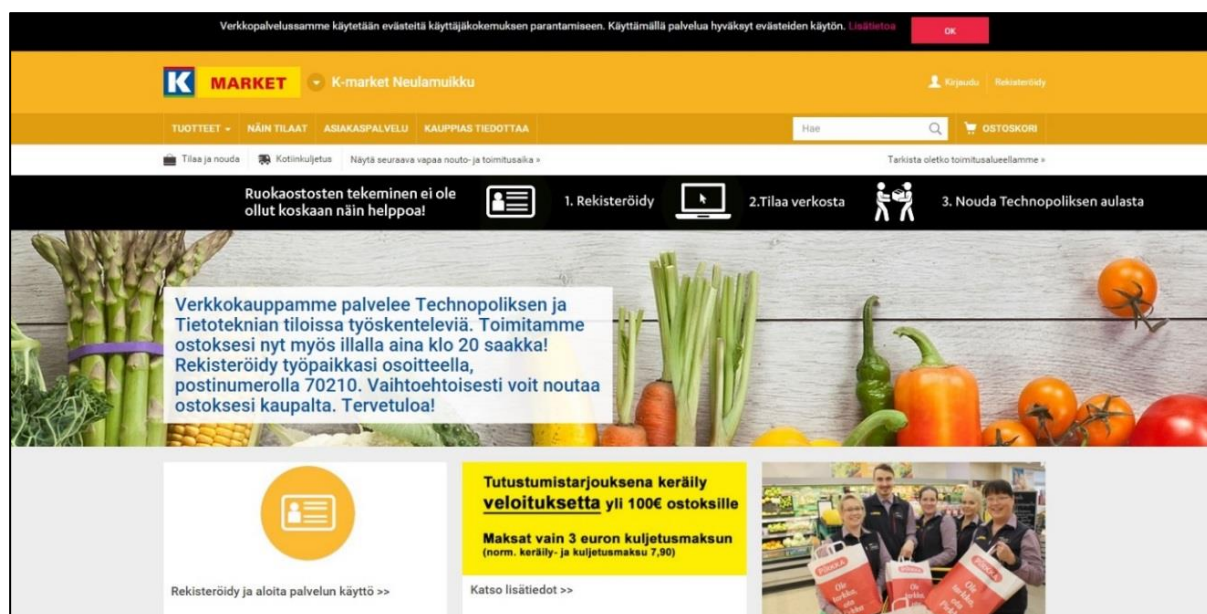 Verkkopalvelussamme käytetään evästeitä käyttäjäkokemuksen parantamiseen. Käyttämällä palvelua hyväksyt evästeiden käytön. Lisätietoa
OK
K MARKET K-market Neulamuikku
Kirjaudu Rekisteröidy
TUOTTEET NÄIN TILAAT ASIAKASPALVELU KAUPPIAS TIEDOTTAA
Hae
OSTOSKORI
Tilaa ja nouda Kotiinkuljetus Näytä seuraava vapaa nouto- ja toimitusaika »
Tarkista oletko toimitusalueellamme »
Ruokaostosten tekeminen ei ole
ollut koskaan näin helppoa!
1. Rekisteröidy
2.Tilaa verkosta
3. Nouda Technopoliksen aulasta
Verkkokauppamme palvelee Technopoliksen ja
Tietoteknian tiloissa työskenteleviä. Toimitamme
ostoksesi nyt myös illalla aina klo 20 saakka!
Rekisteröidy työpaikkasi osoitteella,
postinumerolla 70210. Vaihtoehtoisesti voit noutaa
ostoksesi kaupalta. Tervetuloa!
Rekisteröidy ja aloita palvelun käyttö >>
Tutustumistarjouksena keräily
veloituksetta yli 100€ ostoksille
Maksat vain 3 euron kuljetusmaksun
(norm. keräily- ja kuljetusmaksu 7,90)
Katso lisätiedot >>
PIRKKA
Ole
tarkka,